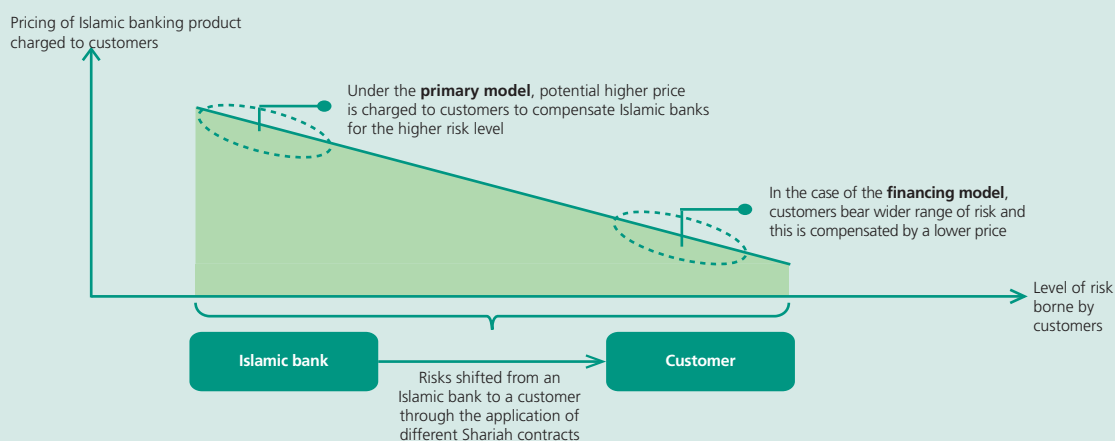 Pricing of Islamic banking product
charged to customers
Under the primary model, potential higher price
is charged to customers to compensate Islamic banks
for the higher risk level
In the case of the financing model,
customers bear wider range of risk and
this is compensated by a lower price
Level of risk
borne by
customers
Islamic bank
Customer
Risks shifted from an
Islamic bank to a customer
through the application of
different Shariah contracts